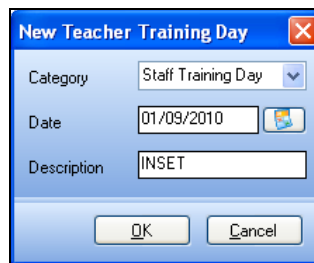 New Teacher Training Day
Category Staff Training Day
Date 01/09/2010
Description INSET
OK Cancel